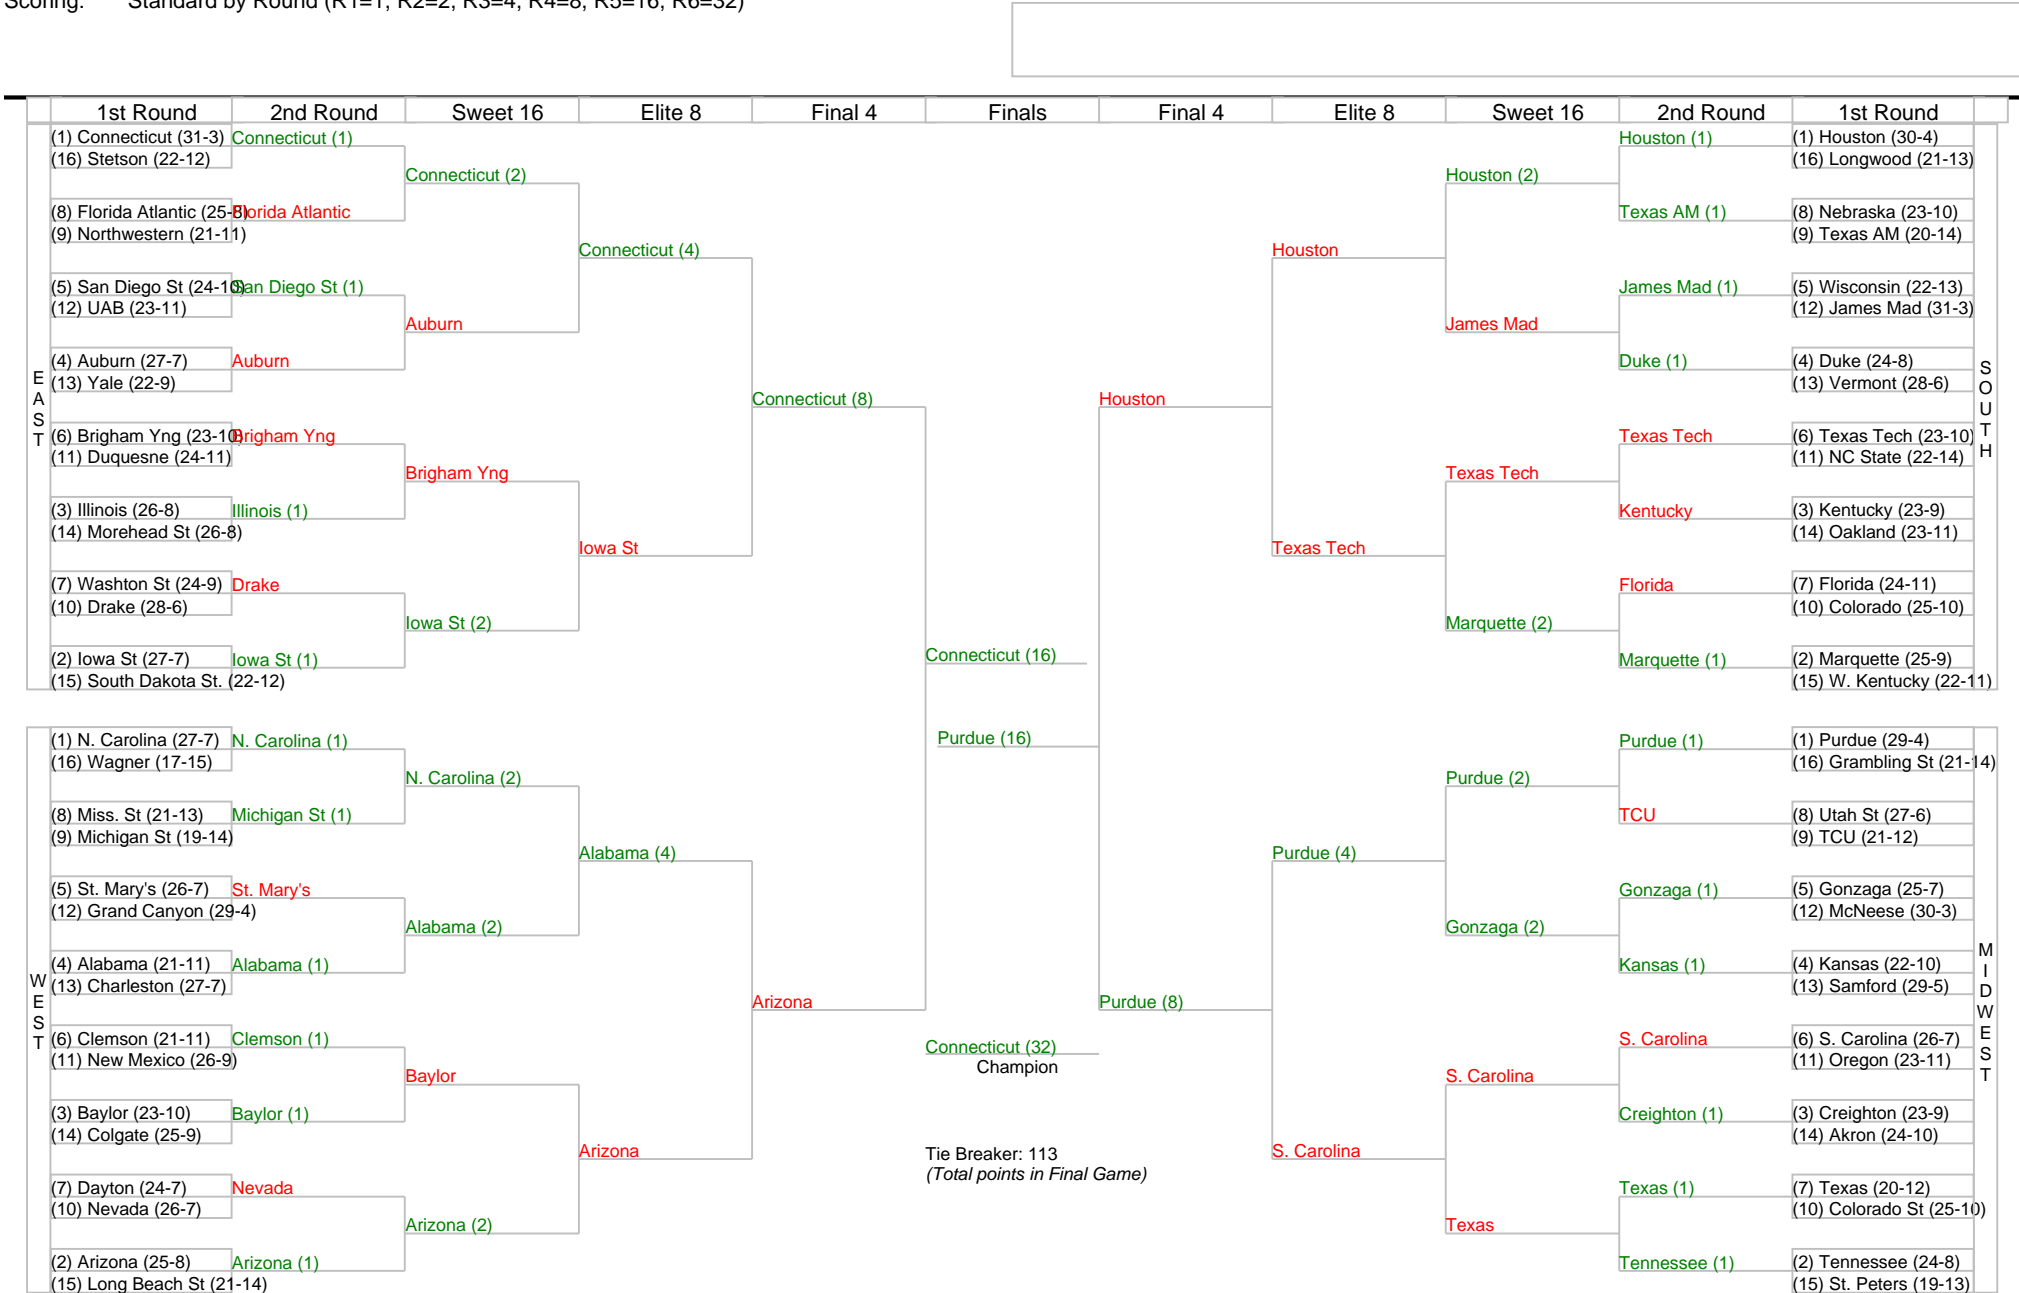 Scoring: Standard by Round (R1=1, R2=2, R3=4, R4=8, R5=16, R6=32)
1st Round 2nd Round Sweet 16 Elite 8 Final 4 Finals Final 4 Elite 8 Sweet 16 2nd Round 1st Round
EAST
(1) Connecticut (31-3)
(16) Stetson (22-12)
(8) Florida Atlantic (25-8)
(9) Northwestern (21-11)
(5) San Diego St (24-10)
(12) UAB (23-11)
(4) Auburn (27-7)
(13) Yale (22-9)
(6) Brigham Yng (23-10)
(11) Duquesne (24-11)
(3) Illinois (26-8)
(14) Morehead St (26-8)
(7) Washton St (24-9)
(10) Drake (28-6)
(2) Iowa St (27-7)
(15) South Dakota St. (22-12)
Connecticut (1)
Florida Atlantic
San Diego St (1)
Auburn
Brigham Yng
Illinois (1)
Drake
Iowa St (1)
Connecticut (2)
Auburn
Brigham Yng
Iowa St (2)
Connecticut (4)
Iowa St
Connecticut (8)
WEST
(1) N. Carolina (27-7)
(16) Wagner (17-15)
(8) Miss. St (21-13)
(9) Michigan St (19-14)
(5) St. Mary's (26-7)
(12) Grand Canyon (29-4)
(4) Alabama (21-11)
(13) Charleston (27-7)
(6) Clemson (21-11)
(11) New Mexico (26-9)
(3) Baylor (23-10)
(14) Colgate (25-9)
(7) Dayton (24-7)
(10) Nevada (26-7)
(2) Arizona (25-8)
(15) Long Beach St (21-14)
N. Carolina (1)
Michigan St (1)
St. Mary's
Alabama (1)
Clemson (1)
Baylor (1)
Nevada
Arizona (1)
N. Carolina (2)
Alabama (2)
Baylor
Arizona (2)
Alabama (4)
Arizona
Arizona
Connecticut (16)
Purdue (16)
Connecticut (32)
Champion
Tie Breaker: 113
(Total points in Final Game)
Houston
Houston
Texas Tech
Houston (2)
James Mad
Texas Tech
Marquette (2)
Houston (1)
Texas AM (1)
James Mad (1)
Duke (1)
Texas Tech
Kentucky
Florida
Marquette (1)
(1) Houston (30-4)
(16) Longwood (21-13)
(8) Nebraska (23-10)
(9) Texas AM (20-14)
(5) Wisconsin (22-13)
(12) James Mad (31-3)
(4) Duke (24-8)
(13) Vermont (28-6)
(6) Texas Tech (23-10)
(11) NC State (22-14)
(3) Kentucky (23-9)
(14) Oakland (23-11)
(7) Florida (24-11)
(10) Colorado (25-10)
(2) Marquette (25-9)
(15) W. Kentucky (22-11)
SOUTH
Purdue (8)
Purdue (4)
S. Carolina
Purdue (2)
Gonzaga (2)
S. Carolina
Texas
Purdue (1)
TCU
Gonzaga (1)
Kansas (1)
S. Carolina
Creighton (1)
Texas (1)
Tennessee (1)
(1) Purdue (29-4)
(16) Grambling St (21-14)
(8) Utah St (27-6)
(9) TCU (21-12)
(5) Gonzaga (25-7)
(12) McNeese (30-3)
(4) Kansas (22-10)
(13) Samford (29-5)
(6) S. Carolina (26-7)
(11) Oregon (23-11)
(3) Creighton (23-9)
(14) Akron (24-10)
(7) Texas (20-12)
(10) Colorado St (25-10)
(2) Tennessee (24-8)
(15) St. Peters (19-13)
MIDWEST